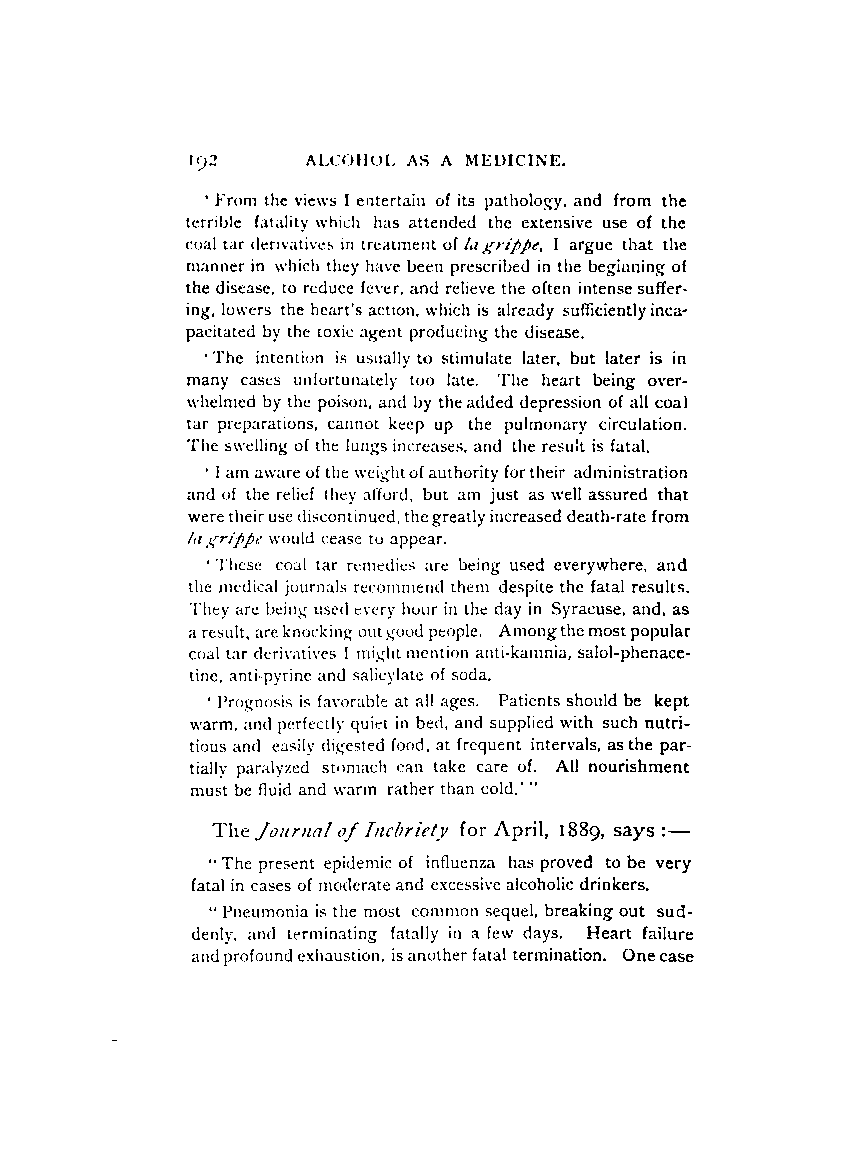 192 ALCOHOL AS A MEDICINE.
' From the views I entertain of its pathology, and from the
terrible fatality which has attended the extensive use of the
coal tar derivatives in treatment of la grippe, I argue that the
manner in which they have been prescribed in the beginning of
the disease, to reduce fever, and relieve the often intense suffer-
ing, lowers the heart's action, which is already sufficiently inca-
pacitated by the toxic agent producing the disease.
' The intention is usually to stimulate later, but later is in
many cases unfortunately too late. The heart being over-
whelmed by the poison, and by the added depression of all coal
tar preparations, cannot keep up the pulmonary circulation.
The swelling of the lungs increases, and the result is fatal.
' I am aware of the weight of authority for their administration
and of the relief they afford, but am just as well assured that
were their use discontinued, the greatly increased death-rate from
la grippe would cease to appear.
' These coal tar remedies are being used everywhere, and
the medical journals recommend them despite the fatal results.
They are being used every hour in the day in Syracuse, and, as
a result, are knocking out good people. Among the most popular
coal tar derivatives I might mention anti-kamnia, salol-phenace-
tine, anti-pyrine and salicylate of soda.
' Prognosis is favorable at all ages. Patients should be kept
warm, and perfectly quiet in bed, and supplied with such nutri-
tious and easily digested food, at frequent intervals, as the par-
tially paralyzed stomach can take care of. All nourishment
must be fluid and warm rather than cold.' "
The Journal of Inebriety for April, 1889, says :—
" The present epidemic of influenza has proved to be very
fatal in cases of moderate and excessive alcoholic drinkers.
" Pneumonia is the most common sequel, breaking out sud-
denly, and terminating fatally in a few days. Heart failure
and profound exhaustion, is another fatal termination. One case